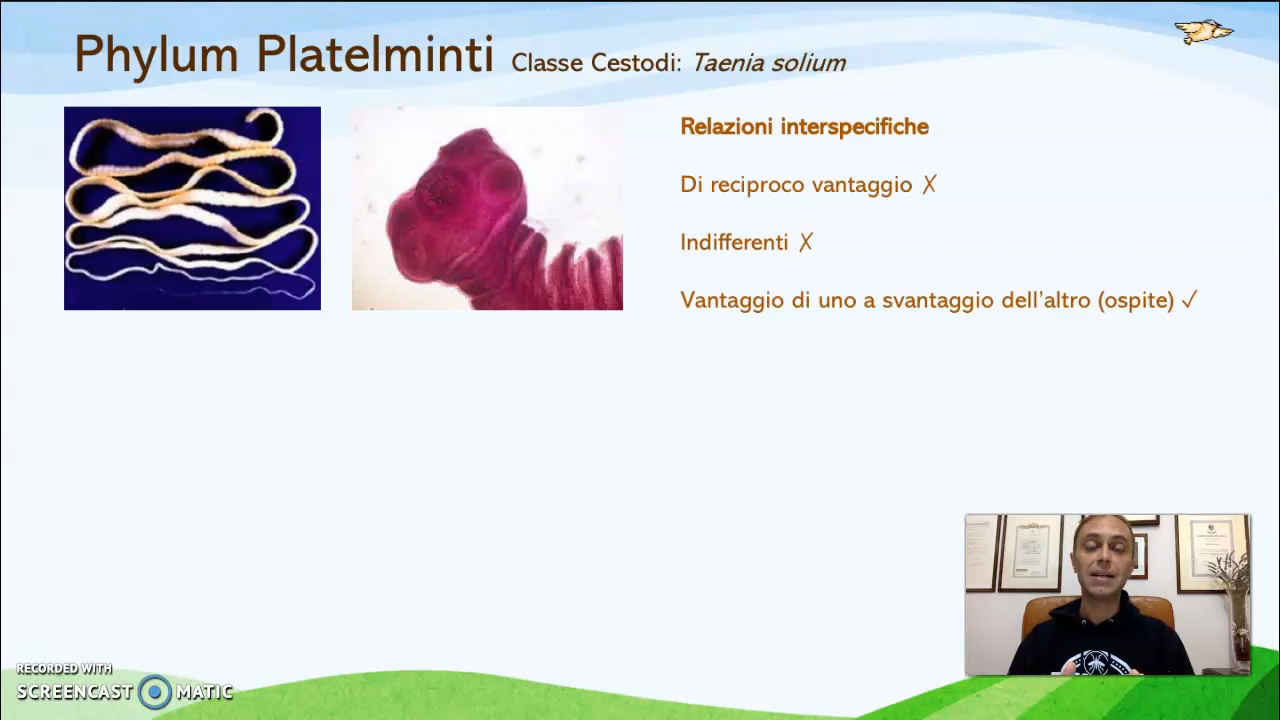 Phylum Platelminti Classe Cestodi: Taenia solium
Relazioni interspecifiche
Di reciproco vantaggio ✗
Indifferenti ✗
Vantaggio di uno a svantaggio dell'altro (ospite) ✓
RECORDED WITH
SCREENCAST MATIC